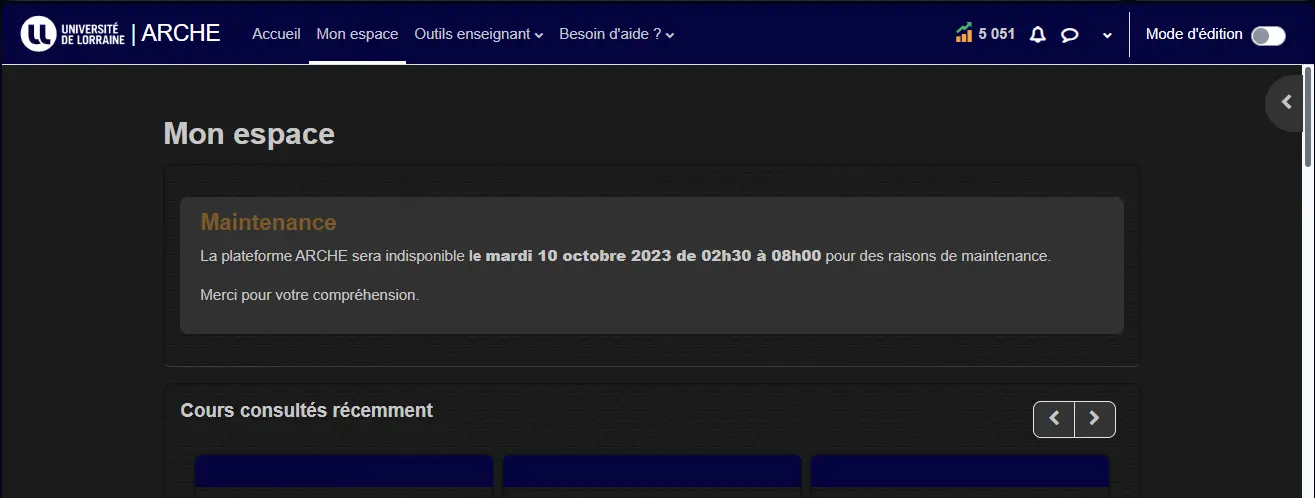 UNIVERSITÉ
DE LORRAINE | ARCHE
Accueil Mon espace Outils enseignant Besoin d'aide ? 5 051 Mode d'édition
Mon espace
Maintenance
La plateforme ARCHE sera indisponible le mardi 10 octobre 2023 de 02h30 à 08h00 pour des raisons de maintenance.
Merci pour votre compréhension.
Cours consultés récemment